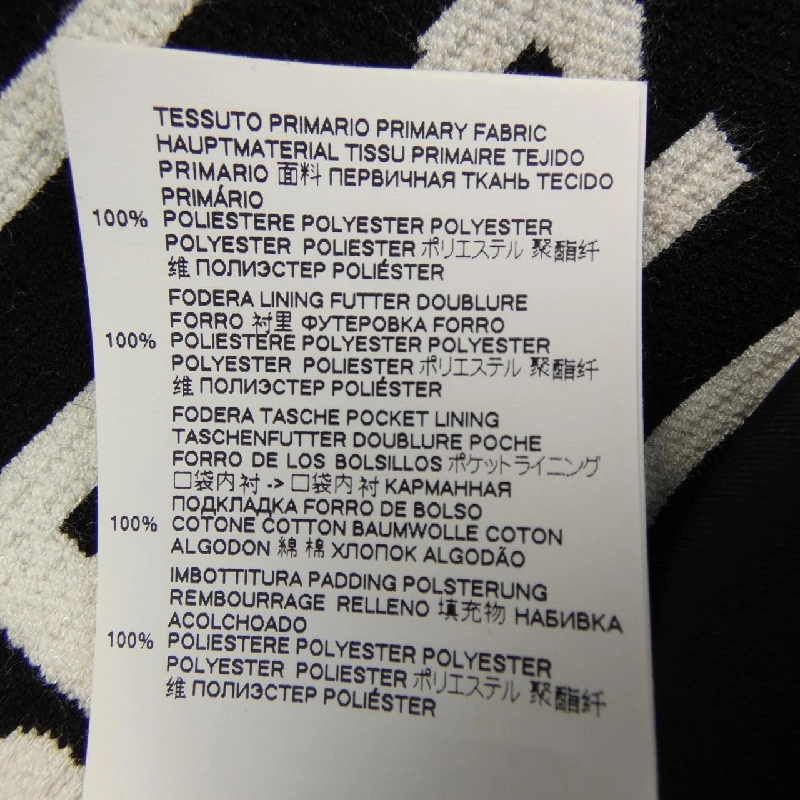 TESSUTO PRIMARIO PRIMARY FABRIC
HAUPTMATERIAL TISSU PRIMAIRE TEJIDO
PRIMARIO 面料 ПЕРВИЧНАЯ ТКАНЬ TECIDO
PRIMÁRIO
100% POLIESTERE POLYESTER POLYESTER
POLYESTER POLIESTER ポリエステル 聚酯纤
维 ПОЛИЭСТЕР POLIÉSTER
FODERA LINING FUTTER DOUBLURE
FORRO 衬里 ФУТЕРОВКА FORRO
100% POLIESTERE POLYESTER POLYESTER
POLYESTER POLIESTER ポリエステル 聚酯纤
维 ПОЛИЭСТЕР POLIÉSTER
FODERA TASCHE POCKET LINING
TASCHENFUTTER DOUBLURE POCHE
FORRO DE LOS BOLSILLOS ポケットライニング
口袋内衬 -> 口袋内衬 КАРМАННАЯ
ПОДКЛАДКА FORRO DE BOLSO
100% COTONE COTTON BAUMWOLLE COTON
ALGODON 綿 棉 ХЛОПОК ALGODÃO
IMBOTTITURA PADDING POLSTERUNG
REMBOURRAGE RELLENO 填充物 НАБИВКА
ACOLCHOADO
100% POLIESTERE POLYESTER POLYESTER
POLYESTER POLIESTER ポリエステル 聚酯纤
维 ПОЛИЭСТЕР POLIÉSTER